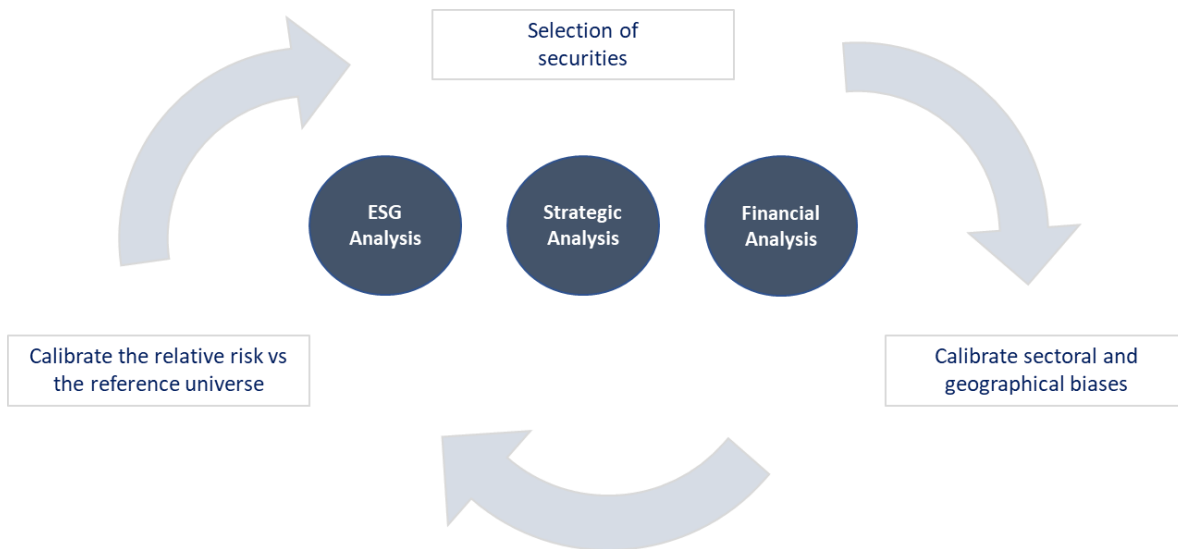 Selection of
securities
ESG
Analysis
Strategic
Analysis
Financial
Analysis
Calibrate the relative risk vs
the reference universe
Calibrate sectoral and
geographical biases